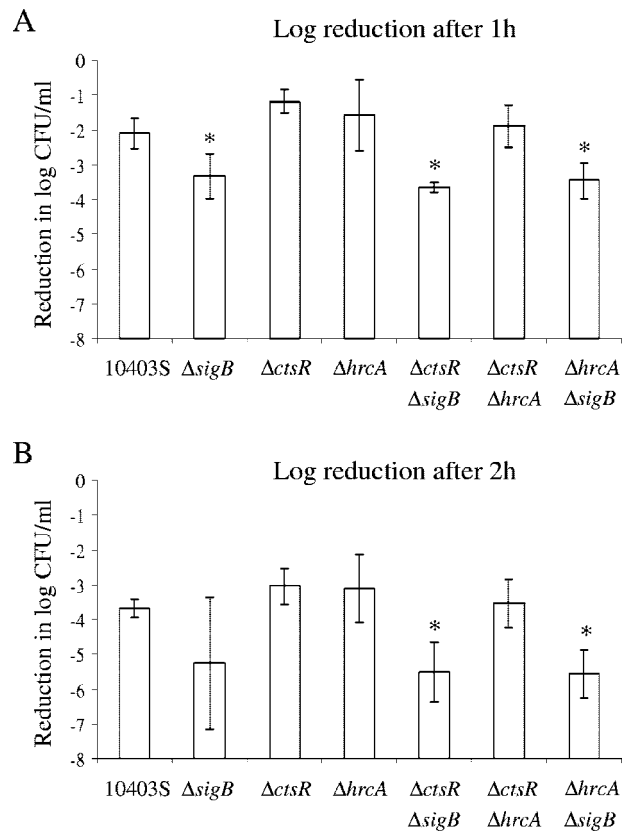 A
Log reduction after 1h
Reduction in log CFU/ml
0
-1
-2
-3
-4
-5
-6
-7
-8
*
*
*
10403S ΔsigB ΔctsR ΔhrcA ΔctsR ΔctsR ΔhrcA
ΔsigB ΔhrcA ΔsigB
B
Log reduction after 2h
Reduction in log CFU/ml
0
-1
-2
-3
-4
-5
-6
-7
-8
*
*
10403S ΔsigB ΔctsR ΔhrcA ΔctsR ΔctsR ΔhrcA
ΔsigB ΔhrcA ΔsigB